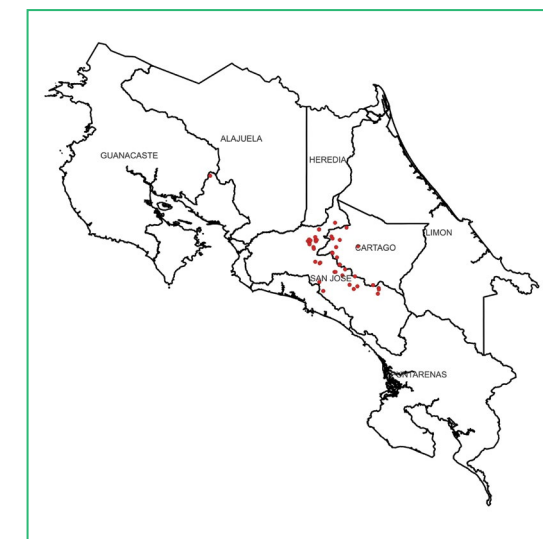 ALAJUELA
GUANACASTE
HEREDIA
LIMON
CARTAGO
SAN JOSE
PUNTARENAS